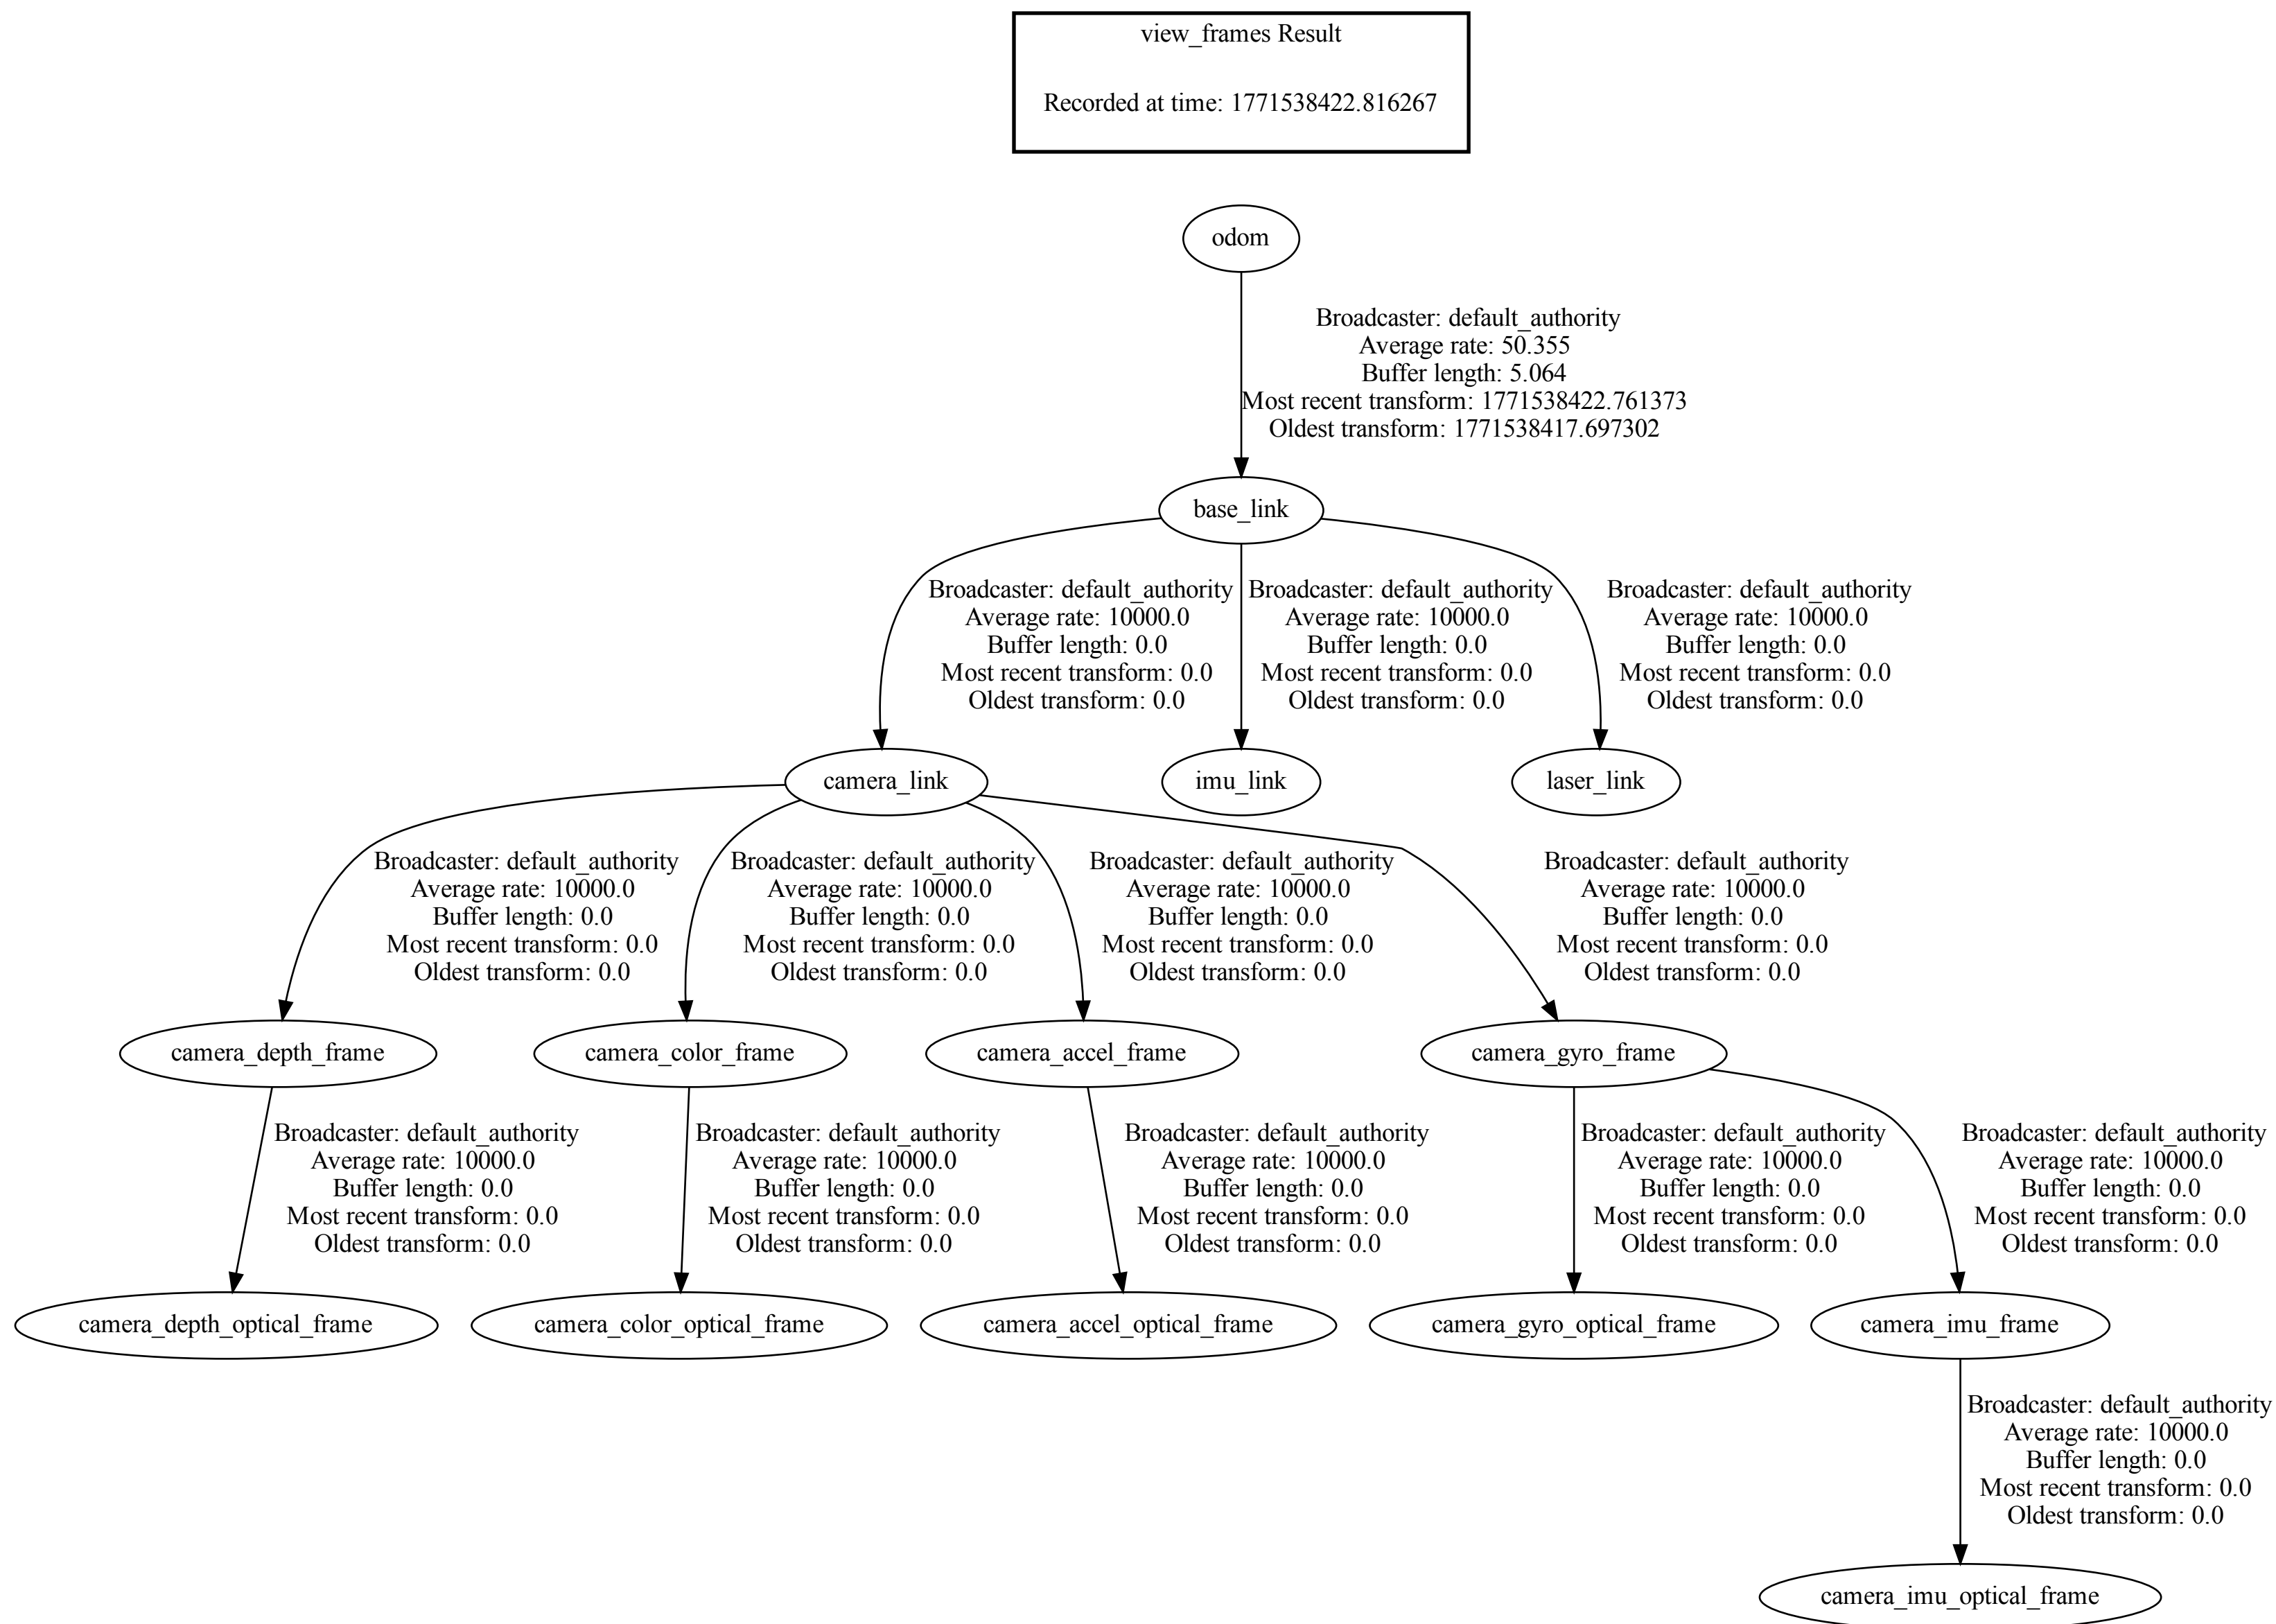 view_frames Result
Recorded at time: 1771538422.816267
odom
Broadcaster: default_authority
Average rate: 50.355
Buffer length: 5.064
Most recent transform: 1771538422.761373
Oldest transform: 1771538417.697302
base_link
Broadcaster: default_authority
Average rate: 10000.0
Buffer length: 0.0
Most recent transform: 0.0
Oldest transform: 0.0
Broadcaster: default_authority
Average rate: 10000.0
Buffer length: 0.0
Most recent transform: 0.0
Oldest transform: 0.0
Broadcaster: default_authority
Average rate: 10000.0
Buffer length: 0.0
Most recent transform: 0.0
Oldest transform: 0.0
camera_link
imu_link
laser_link
Broadcaster: default_authority
Average rate: 10000.0
Buffer length: 0.0
Most recent transform: 0.0
Oldest transform: 0.0
Broadcaster: default_authority
Average rate: 10000.0
Buffer length: 0.0
Most recent transform: 0.0
Oldest transform: 0.0
Broadcaster: default_authority
Average rate: 10000.0
Buffer length: 0.0
Most recent transform: 0.0
Oldest transform: 0.0
Broadcaster: default_authority
Average rate: 10000.0
Buffer length: 0.0
Most recent transform: 0.0
Oldest transform: 0.0
camera_depth_frame
camera_color_frame
camera_accel_frame
camera_gyro_frame
Broadcaster: default_authority
Average rate: 10000.0
Buffer length: 0.0
Most recent transform: 0.0
Oldest transform: 0.0
Broadcaster: default_authority
Average rate: 10000.0
Buffer length: 0.0
Most recent transform: 0.0
Oldest transform: 0.0
Broadcaster: default_authority
Average rate: 10000.0
Buffer length: 0.0
Most recent transform: 0.0
Oldest transform: 0.0
Broadcaster: default_authority
Average rate: 10000.0
Buffer length: 0.0
Most recent transform: 0.0
Oldest transform: 0.0
Broadcaster: default_authority
Average rate: 10000.0
Buffer length: 0.0
Most recent transform: 0.0
Oldest transform: 0.0
camera_depth_optical_frame
camera_color_optical_frame
camera_accel_optical_frame
camera_gyro_optical_frame
camera_imu_frame
Broadcaster: default_authority
Average rate: 10000.0
Buffer length: 0.0
Most recent transform: 0.0
Oldest transform: 0.0
camera_imu_optical_frame